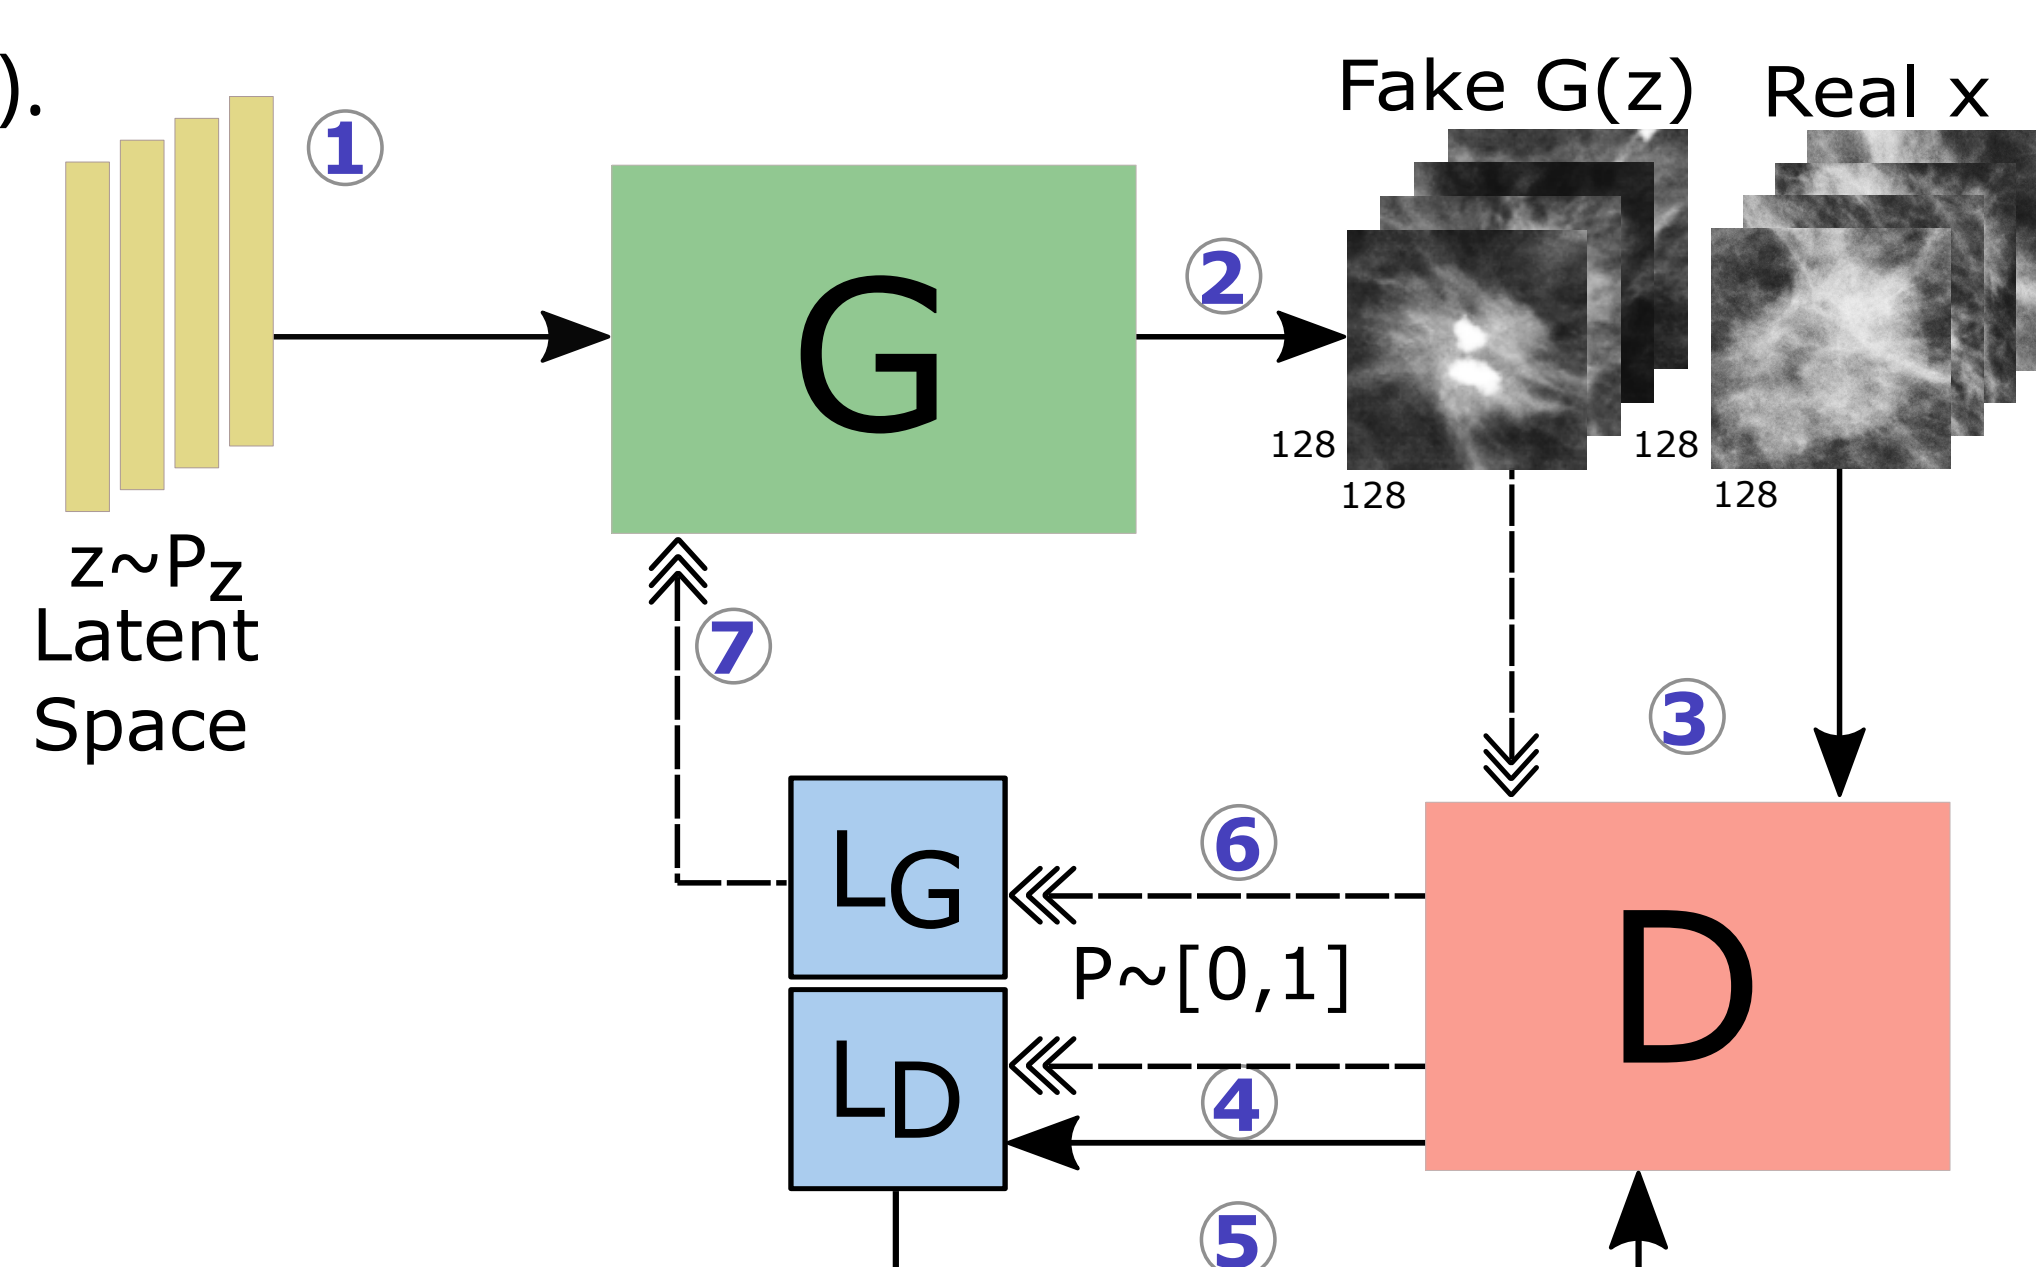 ).
Fake G(z)
Real x
1
G
2
128
128
128
128
z~Pz
Latent
Space
7
3
LG
6
P~[0,1]
D
LD
4
5